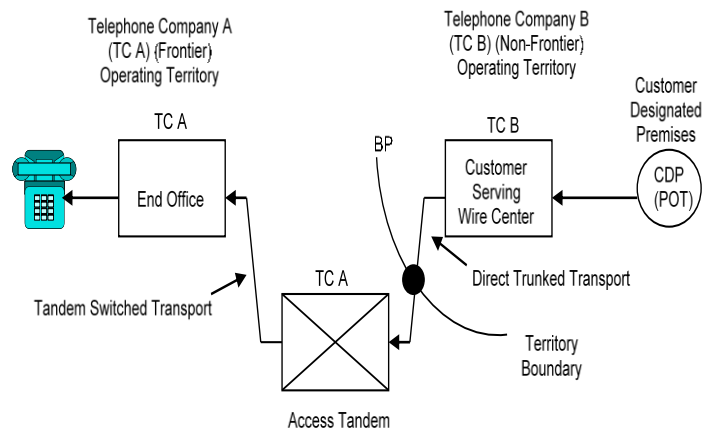 Telephone Company A
(TC A) (Frontier)
Operating Territory
Telephone Company B
(TC B) (Non-Frontier)
Operating Territory
Customer
Designated
Premises
TC A
BP
TC B
End Office
Customer
Serving
Wire Center
CDP
(POT)
TC A
Direct Trunked Transport
Tandem Switched Transport
Territory
Boundary
Access Tandem